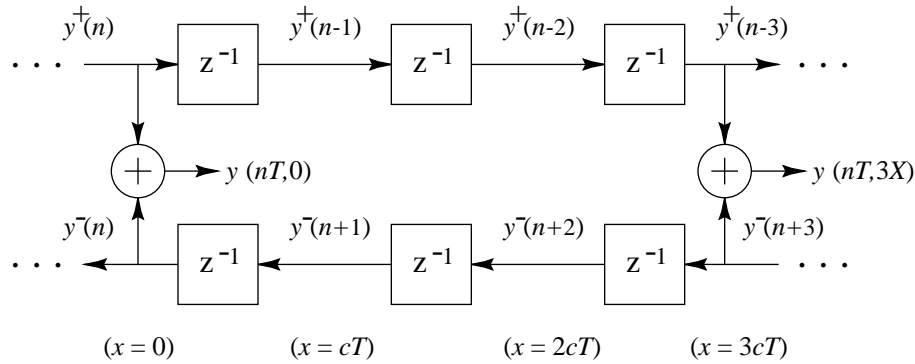 y⁺(n) y⁺(n-1) y⁺(n-2) y⁺(n-3)
. . . z⁻¹ z⁻¹ z⁻¹ . . .
+ y (nT,0) + y (nT,3X)
y⁻(n) y⁻(n+1) y⁻(n+2) y⁻(n+3)
. . . z⁻¹ z⁻¹ z⁻¹ . . .
(x = 0) (x = cT) (x = 2cT) (x = 3cT)